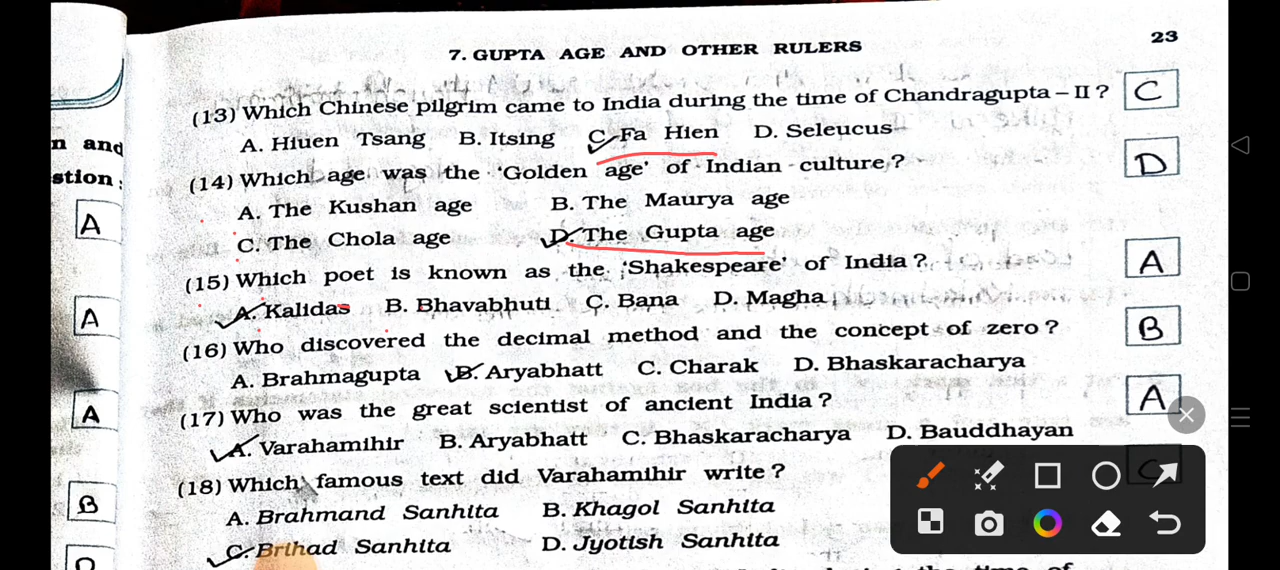 7. GUPTA AGE AND OTHER RULERS
23
(13) Which Chinese pilgrim came to India during the time of Chandragupta – II ? C
A. Hiuen Tsang B. Itsing C. Fa Hien D. Seleucus
n and
(14) Which age was the 'Golden age' of Indian culture ? D
stion :
A. The Kushan age B. The Maurya age
A
C. The Chola age D. The Gupta age
(15) Which poet is known as the 'Shakespeare' of India ? A
A. Kalidas B. Bhavabhuti C. Bana D. Magha
A
(16) Who discovered the decimal method and the concept of zero ? B
A. Brahmagupta B. Aryabhatt C. Charak D. Bhaskaracharya
(17) Who was the great scientist of ancient India ? A
A
A. Varahamihir B. Aryabhatt C. Bhaskaracharya D. Bauddhayan
(18) Which famous text did Varahamihir write ? C
A. Brahmand Sanhita B. Khagol Sanhita
B
C. Brihad Sanhita D. Jyotish Sanhita
the time of